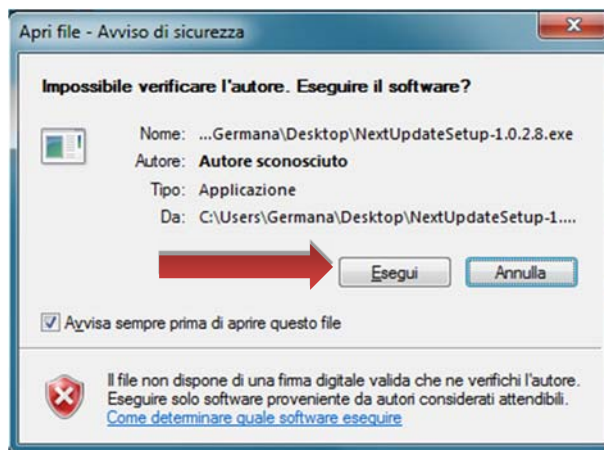 Apri file - Avviso di sicurezza
Impossibile verificare l'autore. Eseguire il software?
Nome: ...Germana\Desktop\NextUpdateSetup-1.0.2.8.exe
Autore: Autore sconosciuto
Tipo: Applicazione
Da: C:\Users\Germana\Desktop\NextUpdateSetup-1....
Esegui Annulla
Avvisa sempre prima di aprire questo file
Il file non dispone di una firma digitale valida che ne verifichi l'autore.
Eseguire solo software proveniente da autori considerati attendibili.
Come determinare quale software eseguire